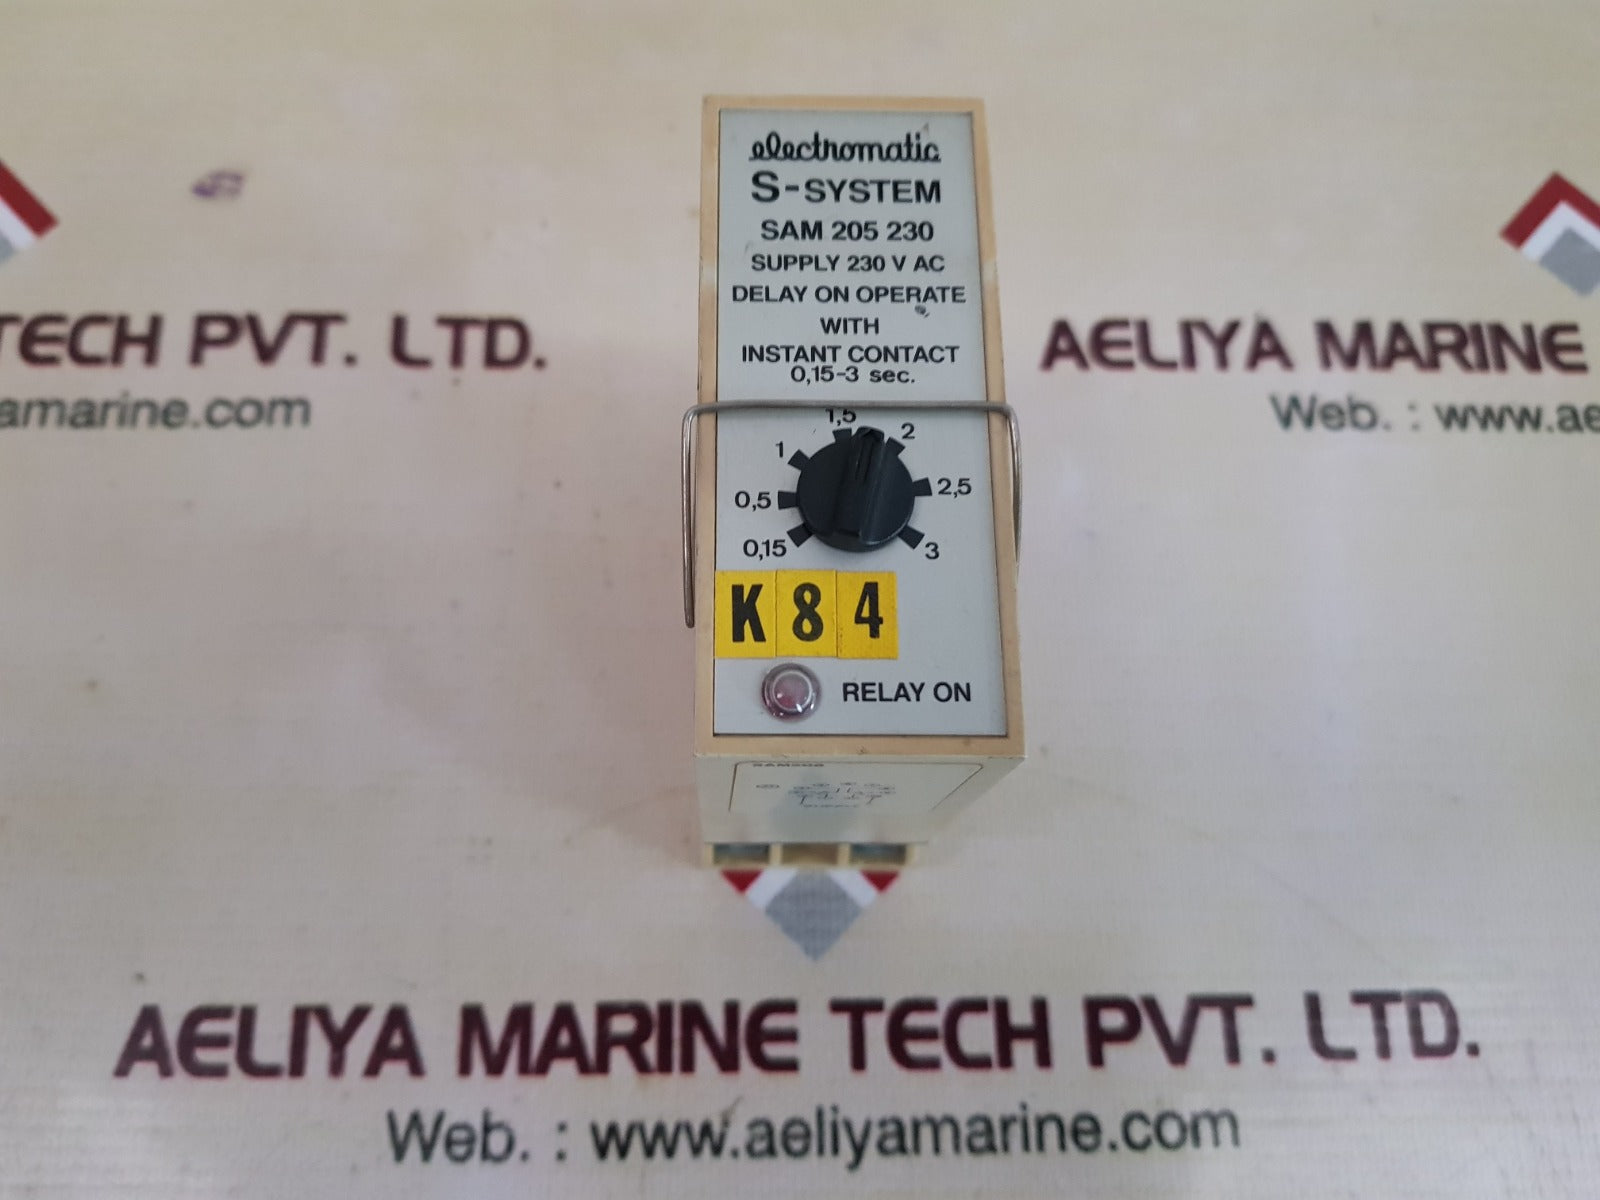 electromatic
S-SYSTEM
SAM 205 230
SUPPLY 230 V AC
DELAY ON OPERATE
WITH
INSTANT CONTACT
0,15-3 sec.
1,5
2
1
2,5
0,5
0,15
3
K84
RELAY ON
TECH PVT. LTD.
amarine.com
AELIYA MARINE
Web. : www.ae
AELIYA MARINE TECH PVT. LTD.
Web. : www.aeliyamarine.com